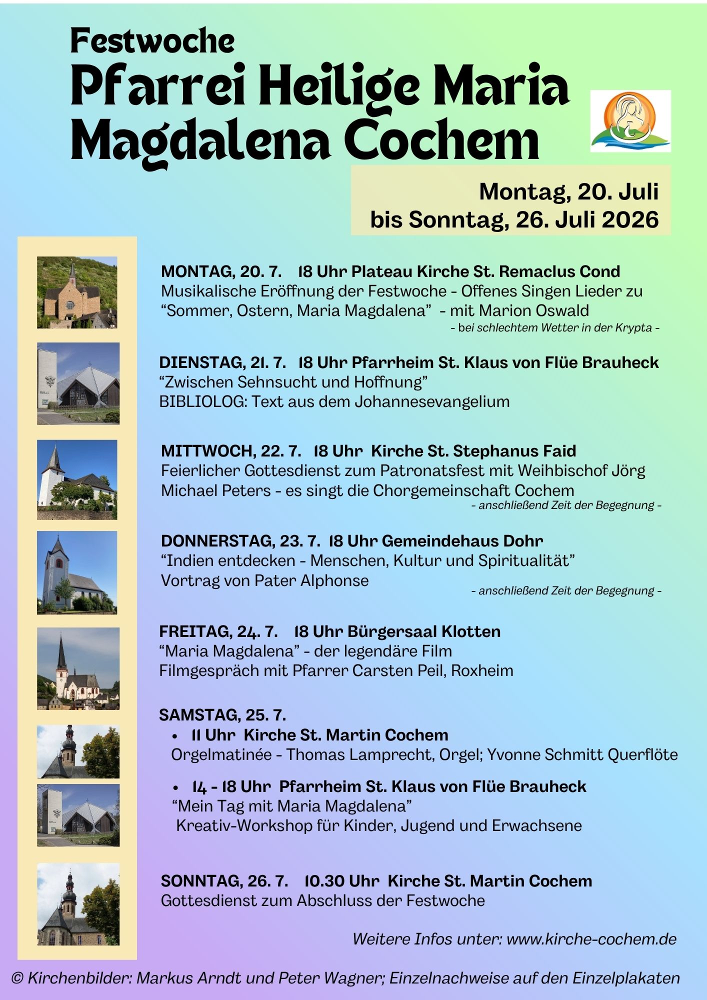 Festwoche
Pfarrei Heilige Maria
Magdalena Cochem
Montag, 20. Juli
bis Sonntag, 26. Juli 2026
MONTAG, 20. 7. 18 Uhr Plateau Kirche St. Remaclus Cond
Musikalische Eröffnung der Festwoche - Offenes Singen Lieder zu
“Sommer, Ostern, Maria Magdalena” - mit Marion Oswald
- bei schlechtem Wetter in der Krypta -
DIENSTAG, 21. 7. 18 Uhr Pfarrheim St. Klaus von Flüe Brauheck
“Zwischen Sehnsucht und Hoffnung”
BIBLIOLOG: Text aus dem Johannesevangelium
MITTWOCH, 22. 7. 18 Uhr Kirche St. Stephanus Faid
Feierlicher Gottesdienst zum Patronatsfest mit Weihbischof Jörg
Michael Peters - es singt die Chorgemeinschaft Cochem
- anschließend Zeit der Begegnung -
DONNERSTAG, 23. 7. 18 Uhr Gemeindehaus Dohr
“Indien entdecken - Menschen, Kultur und Spiritualität”
Vortrag von Pater Alphonse
- anschließend Zeit der Begegnung -
FREITAG, 24. 7. 18 Uhr Bürgersaal Klotten
“Maria Magdalena” - der legendäre Film
Filmgespräch mit Pfarrer Carsten Peil, Roxheim
SAMSTAG, 25. 7.
• 11 Uhr Kirche St. Martin Cochem
Orgelmatinée - Thomas Lamprecht, Orgel; Yvonne Schmitt Querflöte
• 14 - 18 Uhr Pfarrheim St. Klaus von Flüe Brauheck
“Mein Tag mit Maria Magdalena”
Kreativ-Workshop für Kinder, Jugend und Erwachsene
SONNTAG, 26. 7. 10.30 Uhr Kirche St. Martin Cochem
Gottesdienst zum Abschluss der Festwoche
Weitere Infos unter: www.kirche-cochem.de
© Kirchenbilder: Markus Arndt und Peter Wagner; Einzelnachweise auf den Einzelplakaten